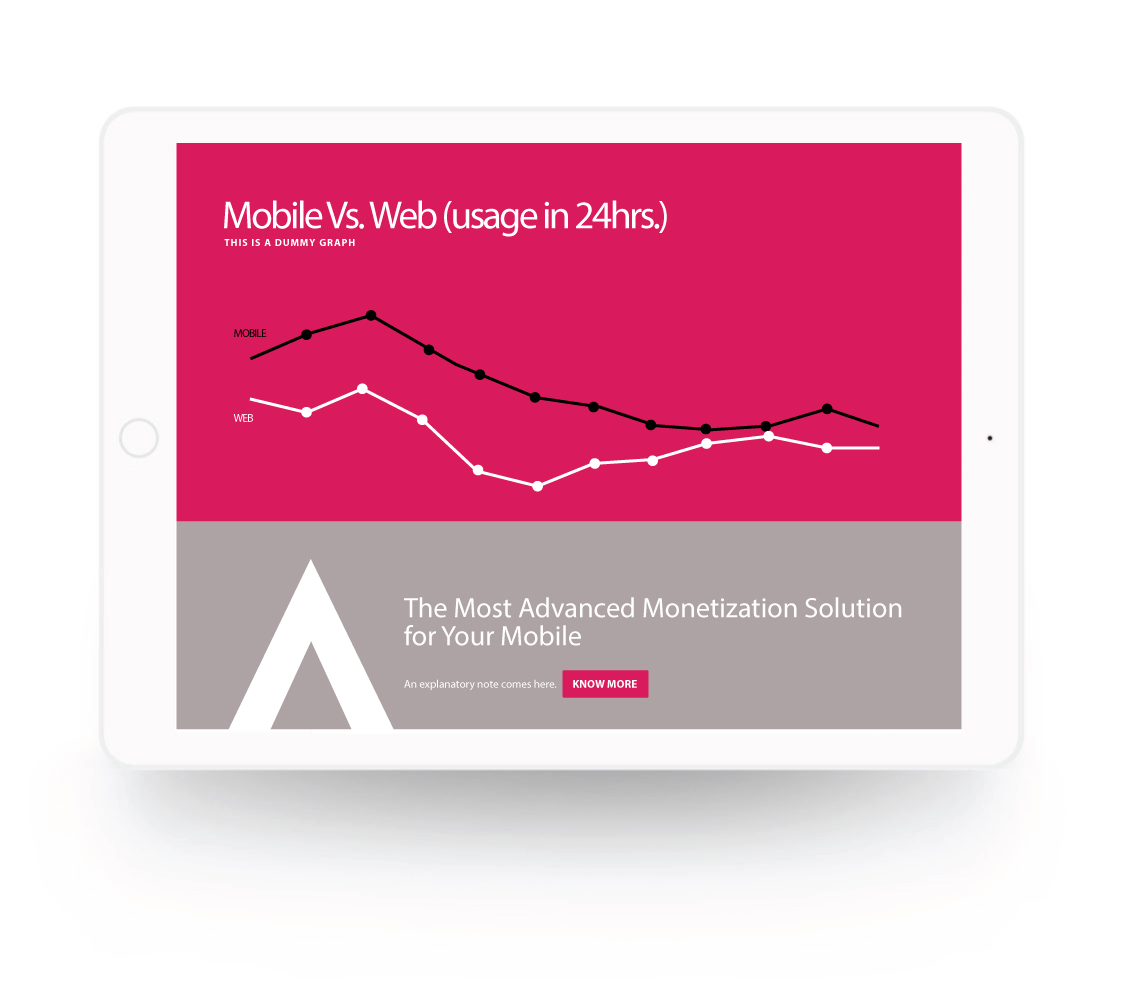 Mobile Vs. Web (usage in 24hrs.)
THIS IS A DUMMY GRAPH
MOBILE
WEB
The Most Advanced Monetization Solution
for Your Mobile
An explanatory note comes here. KNOW MORE